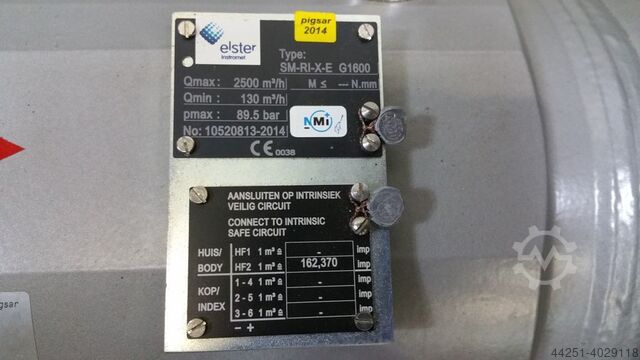 pigsar
2014
elster
Instromet
Type:
SM-RI-X-E G1600
Qmax: 2500 m³/h M ≤ --- N.mm
Qmin: 130 m³/h
pmax: 89.5 bar
No: 10520813-2014
NMi
CE 0038
AANSLUITEN OP INTRINSIEK
VEILIG CIRCUIT
CONNECT TO INTRINSIC
SAFE CIRCUIT
HUIS/ HF1 1 m³ ≙ - imp
BODY HF2 1 m³ ≙ 162,370 imp
KOP/ 1-4 1 m³ ≙ - imp
INDEX 2-5 1 m³ ≙ - imp
3-6 1 m³ ≙ - imp
- +
pigsar
44251-4029118